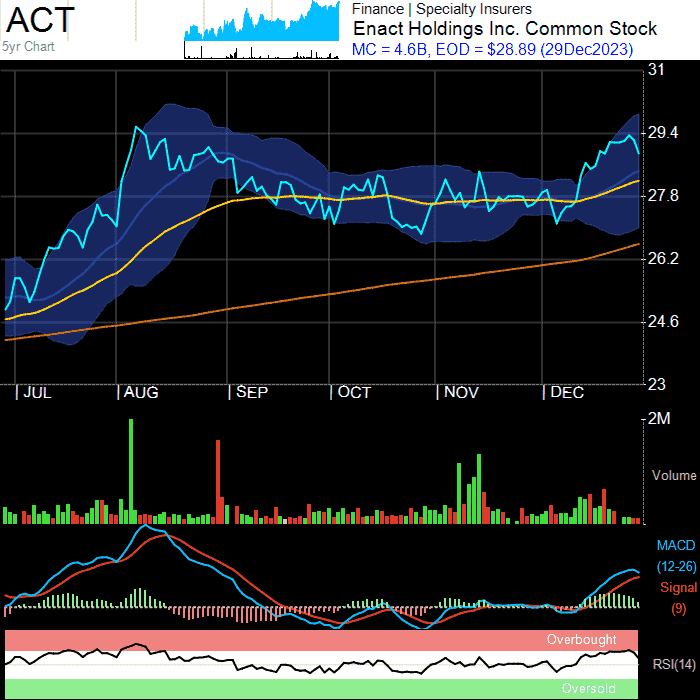 ACT
5yr Chart
Finance | Specialty Insurers
Enact Holdings Inc. Common Stock
MC = 4.6B, EOD = $28.89 (29Dec2023)
31
29.4
27.8
26.2
24.6
23
JUL AUG SEP OCT NOV DEC
2M
Volume
MACD
(12-26)
Signal
(9)
Overbought
RSI(14)
Oversold